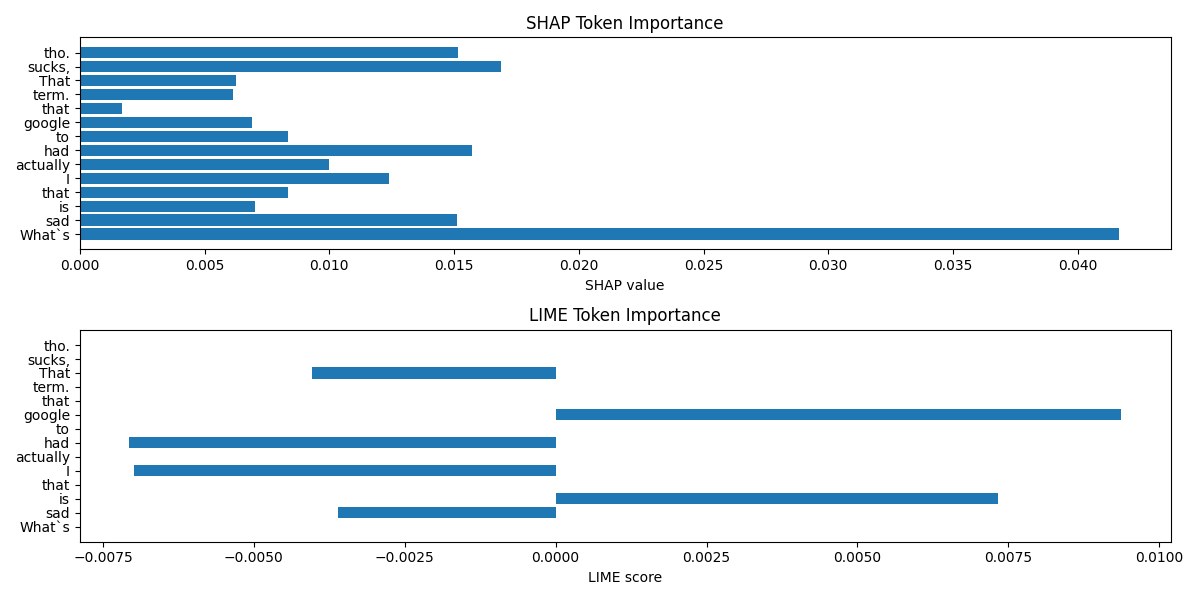 SHAP Token Importance
tho.
sucks,
That
term.
that
google
to
had
actually
I
that
is
sad
What`s
0.000 0.005 0.010 0.015 0.020 0.025 0.030 0.035 0.040
SHAP value
LIME Token Importance
tho.
sucks,
That
term.
that
google
to
had
actually
I
that
is
sad
What`s
−0.0075 −0.0050 −0.0025 0.0000 0.0025 0.0050 0.0075 0.0100
LIME score